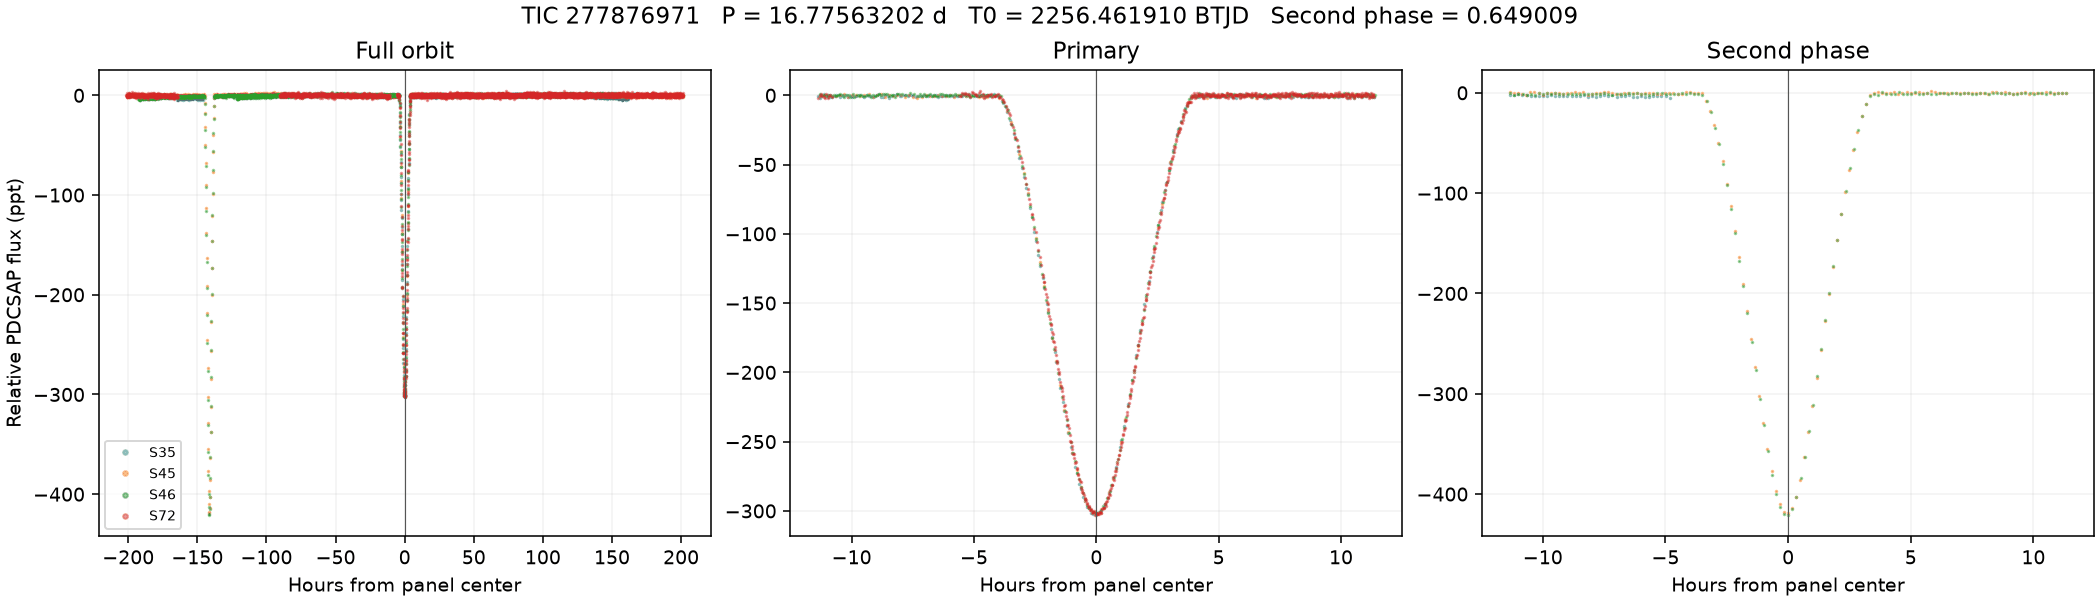 TIC 277876971   P = 16.77563202 d   T0 = 2256.461910 BTJD   Second phase = 0.649009
Full orbit
Relative PDCSAP flux (ppt)
0
−100
−200
−300
−400
S35
S45
S46
S72
−200 −150 −100 −50 0 50 100 150 200
Hours from panel center
Primary
0
−50
−100
−150
−200
−250
−300
−10 −5 0 5 10
Hours from panel center
Second phase
0
−100
−200
−300
−400
−10 −5 0 5 10
Hours from panel center